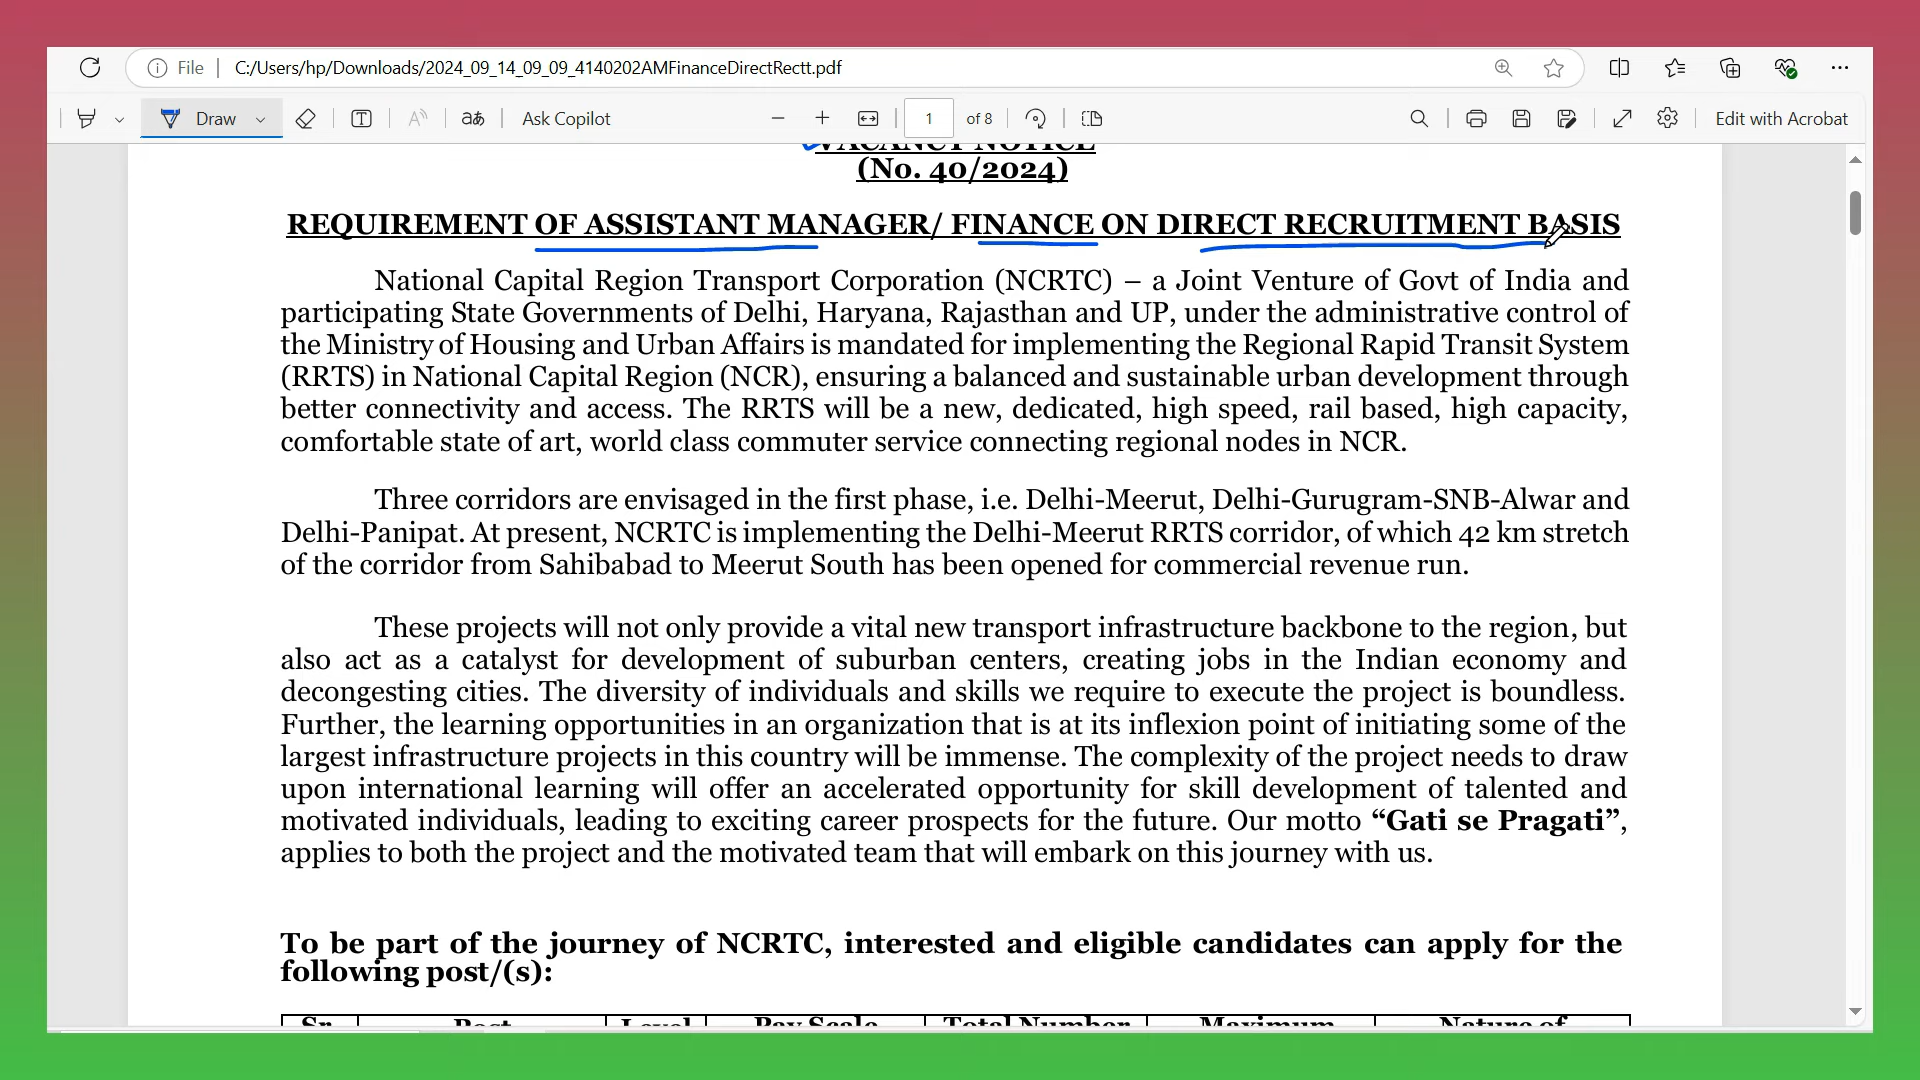 File C:/Users/hp/Downloads/2024_09_14_09_09_4140202AMFinanceDirectRectt.pdf
Draw Ask Copilot 1 of 8 Edit with Acrobat
VACANCY NOTICE
(No. 40/2024)
REQUIREMENT OF ASSISTANT MANAGER/ FINANCE ON DIRECT RECRUITMENT BASIS
National Capital Region Transport Corporation (NCRTC) – a Joint Venture of Govt of India and
participating State Governments of Delhi, Haryana, Rajasthan and UP, under the administrative control of
the Ministry of Housing and Urban Affairs is mandated for implementing the Regional Rapid Transit System
(RRTS) in National Capital Region (NCR), ensuring a balanced and sustainable urban development through
better connectivity and access. The RRTS will be a new, dedicated, high speed, rail based, high capacity,
comfortable state of art, world class commuter service connecting regional nodes in NCR.
Three corridors are envisaged in the first phase, i.e. Delhi-Meerut, Delhi-Gurugram-SNB-Alwar and
Delhi-Panipat. At present, NCRTC is implementing the Delhi-Meerut RRTS corridor, of which 42 km stretch
of the corridor from Sahibabad to Meerut South has been opened for commercial revenue run.
These projects will not only provide a vital new transport infrastructure backbone to the region, but
also act as a catalyst for development of suburban centers, creating jobs in the Indian economy and
decongesting cities. The diversity of individuals and skills we require to execute the project is boundless.
Further, the learning opportunities in an organization that is at its inflexion point of initiating some of the
largest infrastructure projects in this country will be immense. The complexity of the project needs to draw
upon international learning will offer an accelerated opportunity for skill development of talented and
motivated individuals, leading to exciting career prospects for the future. Our motto “Gati se Pragati”,
applies to both the project and the motivated team that will embark on this journey with us.
To be part of the journey of NCRTC, interested and eligible candidates can apply for the
following post/(s):
Sr. Post Level Pay Scale Total Number Maximum Nature of